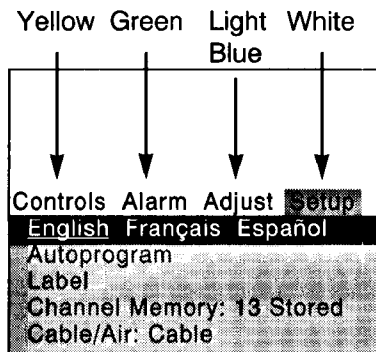 Yellow Green Light Blue White
Controls Alarm Adjust Setup
English Français Español
Autoprogram
Label
Channel Memory: 13 Stored
Cable/Air: Cable